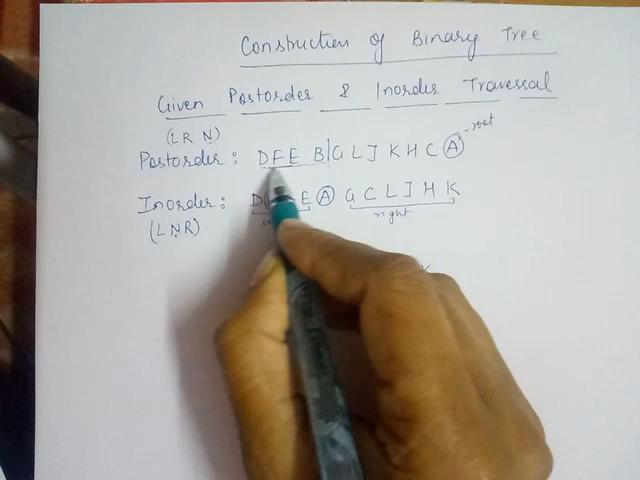 Construction of Binary Tree
Given Postorder & Inorder Traversal
(L R N)
Postorder: D F E B | G L J K H C A - root
Inorder: D E A G C L J H K
(L N R) right
K